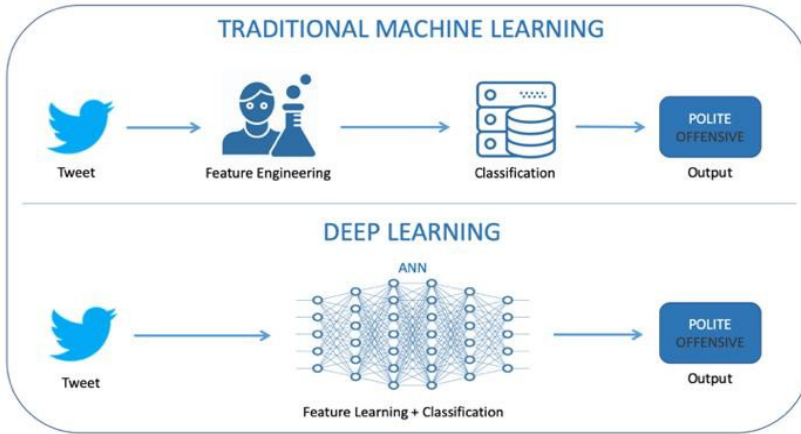 TRADITIONAL MACHINE LEARNING
POLITE
OFFENSIVE
Tweet
Feature Engineering
Classification
Output
DEEP LEARNING
ANN
POLITE
OFFENSIVE
Tweet
Output
Feature Learning + Classification